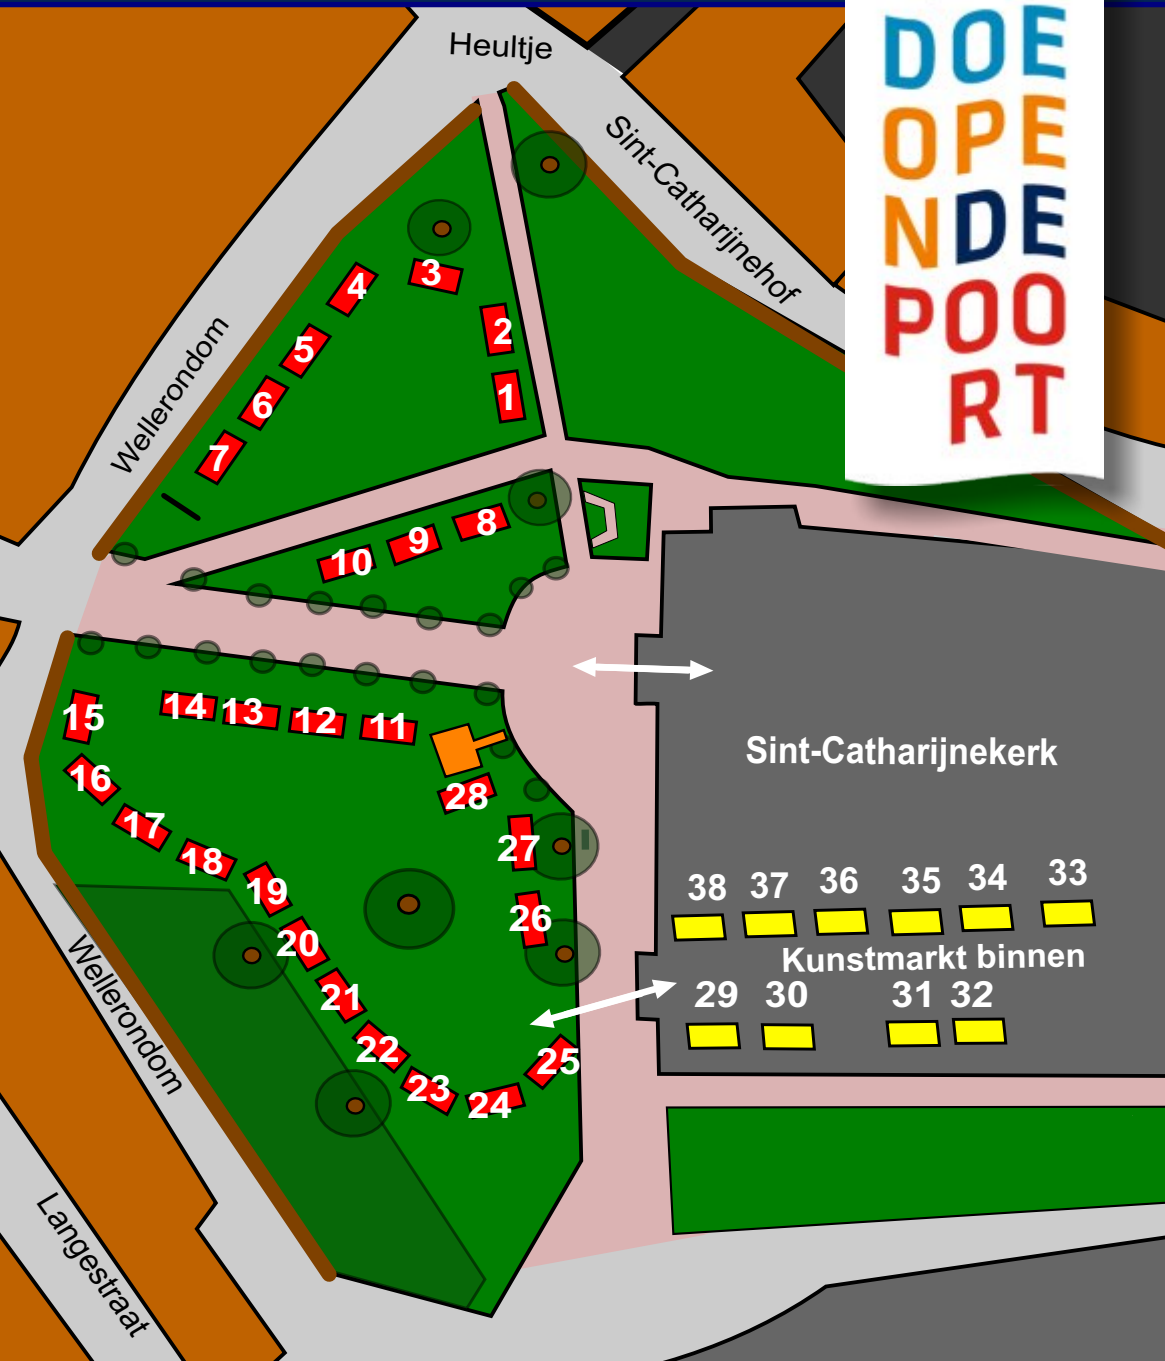 Heultje
Sint-Catharijnehof
DOE
OPE
NDE
POO
RT
Wellerondom
4
3
5
2
6
1
7
8
9
10
15
14
13
12
11
16
28
17
18
27
19
26
20
21
22
25
23
24
Sint-Catharijnekerk
38 37 36 35 34 33
Kunstmarkt binnen
29 30 31 32
Wellerondom
Langestraat